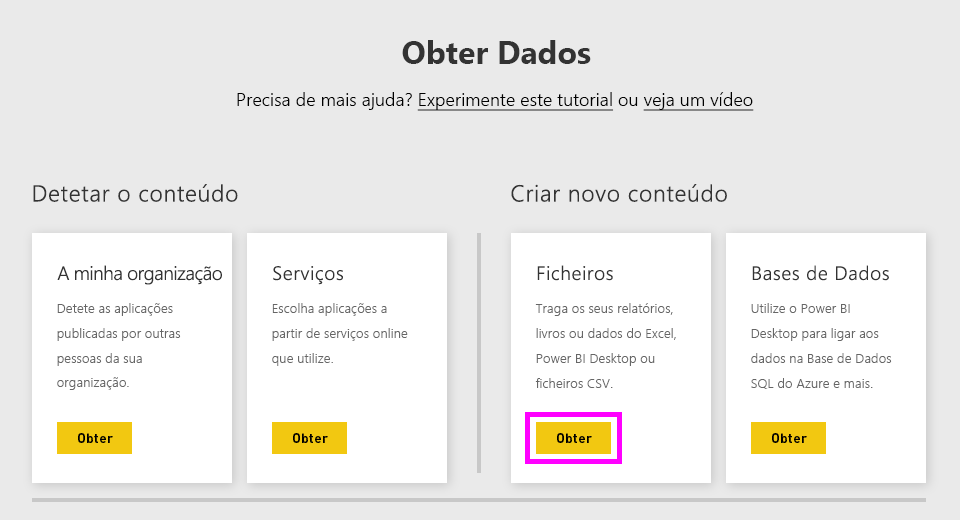 Obter Dados
Precisa de mais ajuda? Experimente este tutorial ou veja um vídeo
Detetar o conteúdo
A minha organização
Detete as aplicações
publicadas por outras
pessoas da sua
organização.
Obter
Serviços
Escolha aplicações a
partir de serviços online
que utilize.
Obter
Criar novo conteúdo
Ficheiros
Traga os seus relatórios,
livros ou dados do Excel,
Power BI Desktop ou
ficheiros CSV.
Obter
Bases de Dados
Utilize o Power BI
Desktop para ligar aos
dados na Base de Dados
SQL do Azure e mais.
Obter